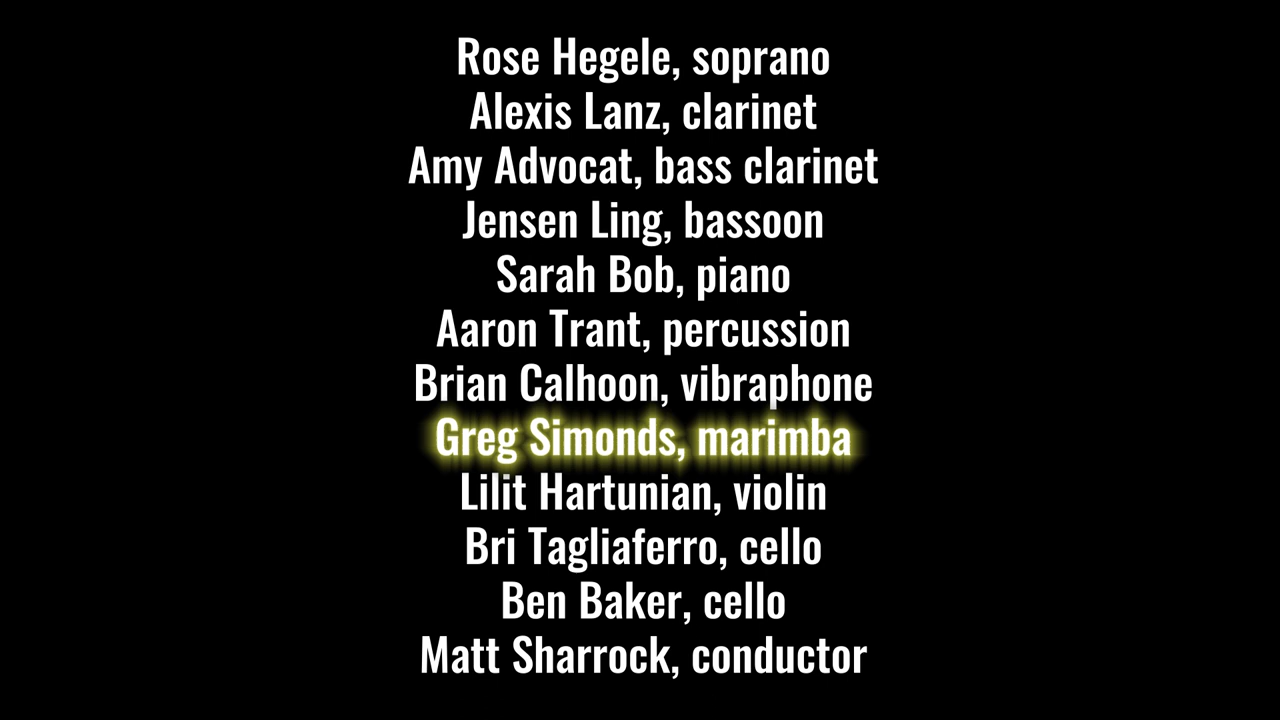 Rose Hegele, soprano
Alexis Lanz, clarinet
Amy Advocat, bass clarinet
Jensen Ling, bassoon
Sarah Bob, piano
Aaron Trant, percussion
Brian Calhoon, vibraphone
Greg Simonds, marimba
Lilit Hartunian, violin
Bri Tagliaferro, cello
Ben Baker, cello
Matt Sharrock, conductor